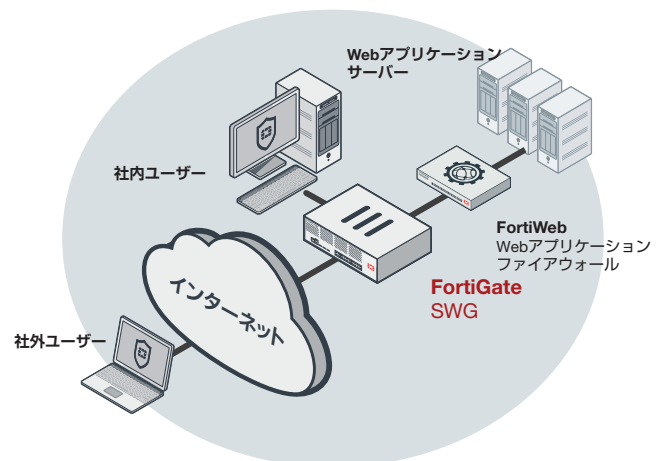 Webアプリケーション
サーバー
社内ユーザー
FortiWeb
Webアプリケーション
ファイアウォール
FortiGate
SWG
インターネット
社外ユーザー